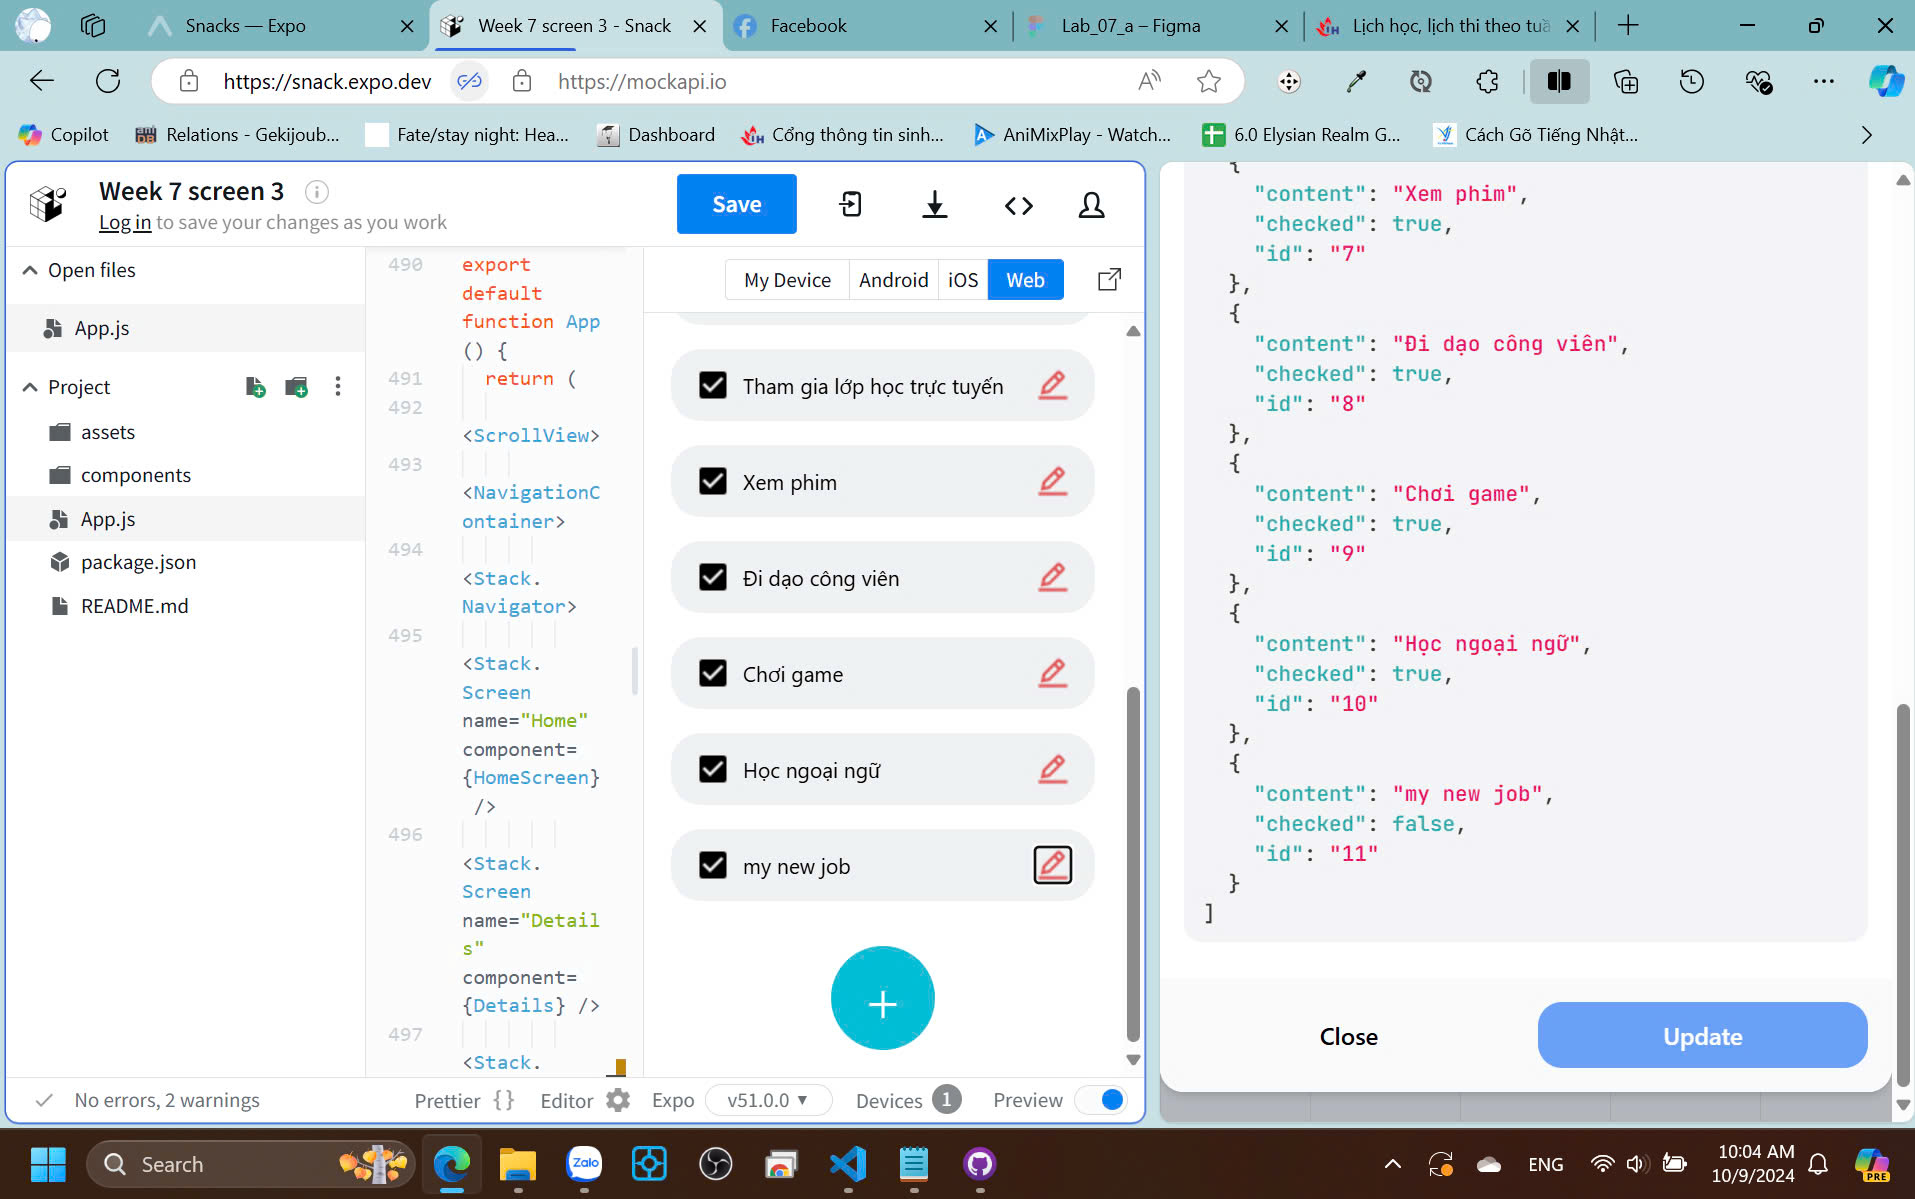 Snacks — Expo
Week 7 screen 3 - Snack
Facebook
Lab_07_a – Figma
Lịch học, lịch thi theo tuầ
https://snack.expo.dev
https://mockapi.io
Copilot
Relations - Gekijoub...
Fate/stay night: Hea...
Dashboard
Cổng thông tin sinh...
AniMixPlay - Watch...
6.0 Elysian Realm G...
Cách Gõ Tiếng Nhật...
Week 7 screen 3
Log in to save your changes as you work
Save
Open files
App.js
Project
assets
components
App.js
package.json
README.md
490 export
default
function App
() {
491 return (
492
<ScrollView>
493
<NavigationC
ontainer>
494
<Stack.
Navigator>
495
<Stack.
Screen
name="Home"
component=
{HomeScreen}
/>
496
<Stack.
Screen
name="Detail
s"
component=
{Details} />
497
<Stack.
My Device
Android
iOS
Web
Tham gia lớp học trực tuyến
Xem phim
Đi dạo công viên
Chơi game
Học ngoại ngữ
my new job
+
{
"content": "Xem phim",
"checked": true,
"id": "7"
},
{
"content": "Đi dạo công viên",
"checked": true,
"id": "8"
},
{
"content": "Chơi game",
"checked": true,
"id": "9"
},
{
"content": "Học ngoại ngữ",
"checked": true,
"id": "10"
},
{
"content": "my new job",
"checked": false,
"id": "11"
}
]
Close
Update
No errors, 2 warnings
Prettier {}
Editor
Expo
v51.0.0
Devices 1
Preview
Search
Zalo
ENG
10:04 AM
10/9/2024
PRE